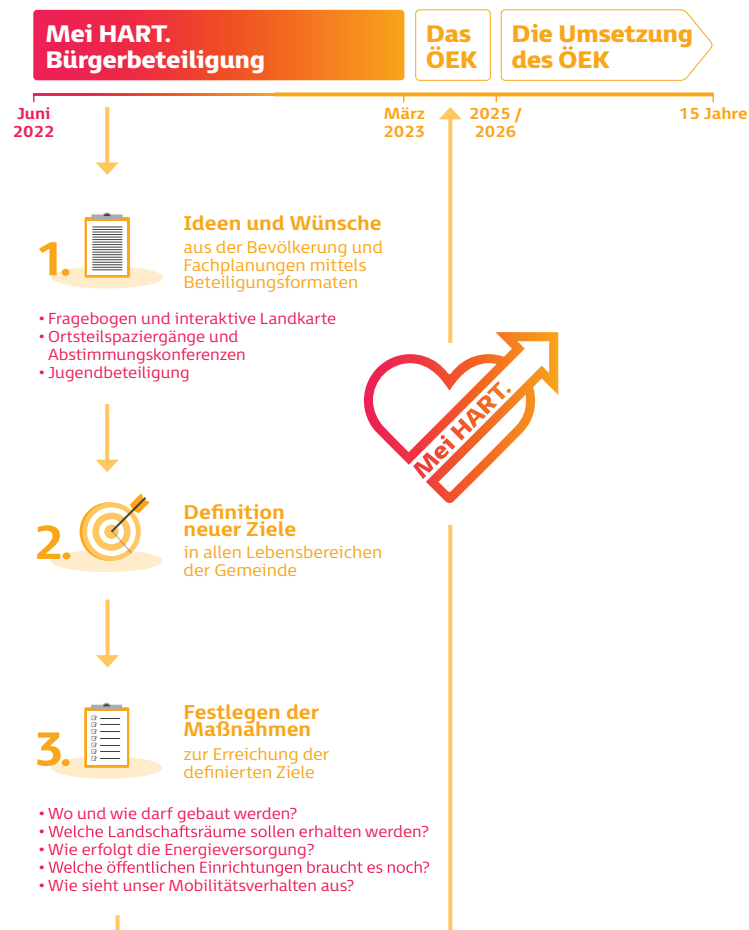 Mei HART.
Bürgerbeteiligung
Das
ÖEK
Die Umsetzung
des ÖEK
Juni
2022
März
2023
2025 /
2026
15 Jahre
1.
Ideen und Wünsche
aus der Bevölkerung und
Fachplanungen mittels
Beteiligungsformaten
• Fragebogen und interaktive Landkarte
• Ortsteilspaziergänge und
Abstimmungskonferenzen
• Jugendbeteiligung
Mei HART.
2.
Definition
neuer Ziele
in allen Lebensbereichen
der Gemeinde
3.
Festlegen der
Maßnahmen
zur Erreichung der
definierten Ziele
• Wo und wie darf gebaut werden?
• Welche Landschaftsräume sollen erhalten werden?
• Wie erfolgt die Energieversorgung?
• Welche öffentlichen Einrichtungen braucht es noch?
• Wie sieht unser Mobilitätsverhalten aus?